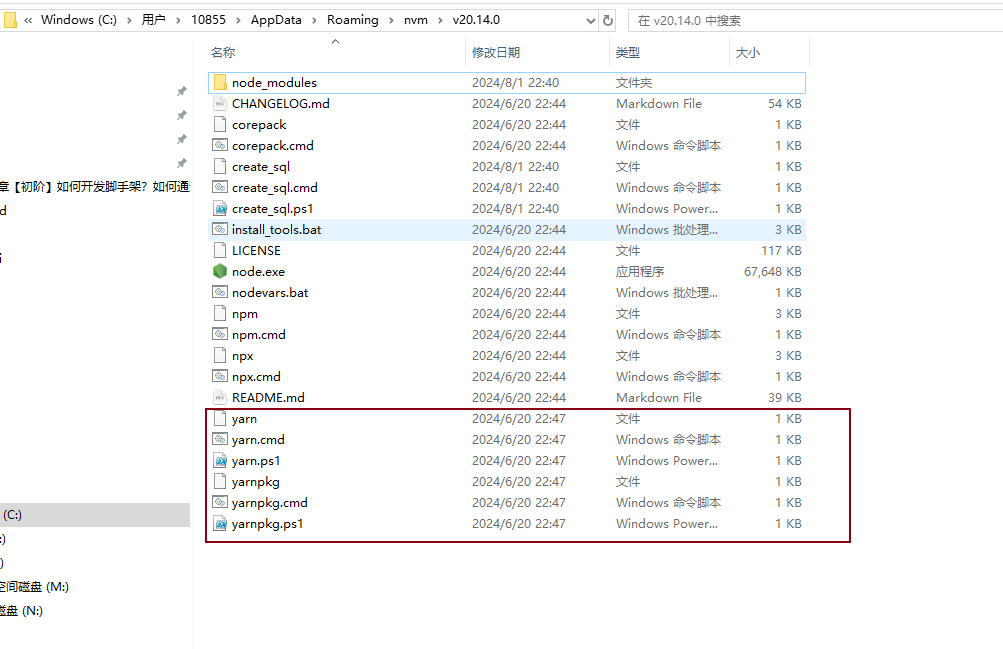 « Windows (C:) › 用户 › 10855 › AppData › Roaming › nvm › v20.14.0
在 v20.14.0 中搜索
名称 修改日期 类型 大小
node_modules 2024/8/1 22:40 文件夹
CHANGELOG.md 2024/6/20 22:44 Markdown File 54 KB
corepack 2024/6/20 22:44 文件 1 KB
corepack.cmd 2024/6/20 22:44 Windows 命令脚本 1 KB
create_sql 2024/8/1 22:40 文件 1 KB
create_sql.cmd 2024/8/1 22:40 Windows 命令脚本 1 KB
create_sql.ps1 2024/8/1 22:40 Windows Power... 1 KB
install_tools.bat 2024/6/20 22:44 Windows 批处理... 3 KB
LICENSE 2024/6/20 22:44 文件 117 KB
node.exe 2024/6/20 22:44 应用程序 67,648 KB
nodevars.bat 2024/6/20 22:44 Windows 批处理... 1 KB
npm 2024/6/20 22:44 文件 3 KB
npm.cmd 2024/6/20 22:44 Windows 命令脚本 1 KB
npx 2024/6/20 22:44 文件 3 KB
npx.cmd 2024/6/20 22:44 Windows 命令脚本 1 KB
README.md 2024/6/20 22:44 Markdown File 39 KB
yarn 2024/6/20 22:47 文件 1 KB
yarn.cmd 2024/6/20 22:47 Windows 命令脚本 1 KB
yarn.ps1 2024/6/20 22:47 Windows Power... 1 KB
yarnpkg 2024/6/20 22:47 文件 1 KB
yarnpkg.cmd 2024/6/20 22:47 Windows 命令脚本 1 KB
yarnpkg.ps1 2024/6/20 22:47 Windows Power... 1 KB
章【初阶】如何开发脚手架？如何通
d
(C:)
:)
)
空间磁盘 (M:)
磁盘 (N:)